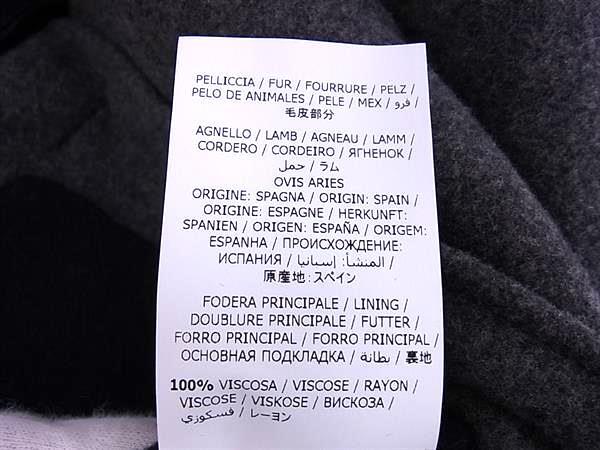 PELLICCIA / FUR / FOURRURE / PELZ /
PELO DE ANIMALES / PELE / МЕХ / فرو /
毛皮部分
AGNELLO / LAMB / AGNEAU / LAMM /
CORDERO / CORDEIRO / ЯГНЕНОК /
حمل / ラム
OVIS ARIES
ORIGINE: SPAGNA / ORIGIN: SPAIN /
ORIGINE: ESPAGNE / HERKUNFT:
SPANIEN / ORIGEN: ESPAÑA / ORIGEM:
ESPANHA / ПРОИСХОЖДЕНИЕ:
ИСПАНИЯ / المنشأ: إسبانيا /
原産地:スペイン
FODERA PRINCIPALE / LINING /
DOUBLURE PRINCIPALE / FUTTER /
FORRO PRINCIPAL / FORRO PRINCIPAL /
ОСНОВНАЯ ПОДКЛАДКА / بطانة / 裏地
100% VISCOSA / VISCOSE / RAYON /
VISCOSE / VISKOSE / ВИСКОЗА /
فسكوزي / レーヨン